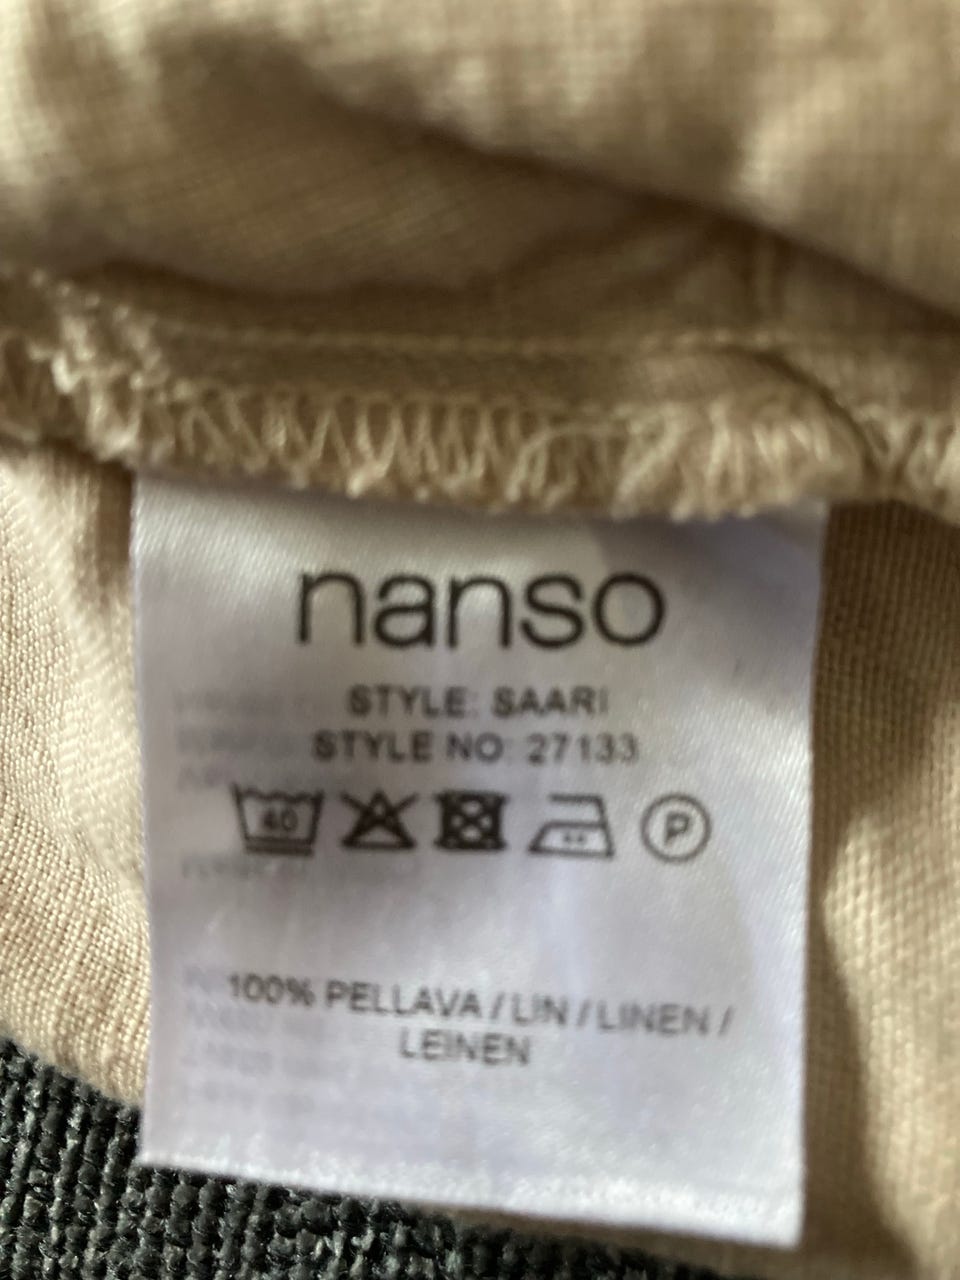 nanso
STYLE: SAARI
STYLE NO: 27133
40 P
100% PELLAVA / LIN / LINEN /
LEINEN